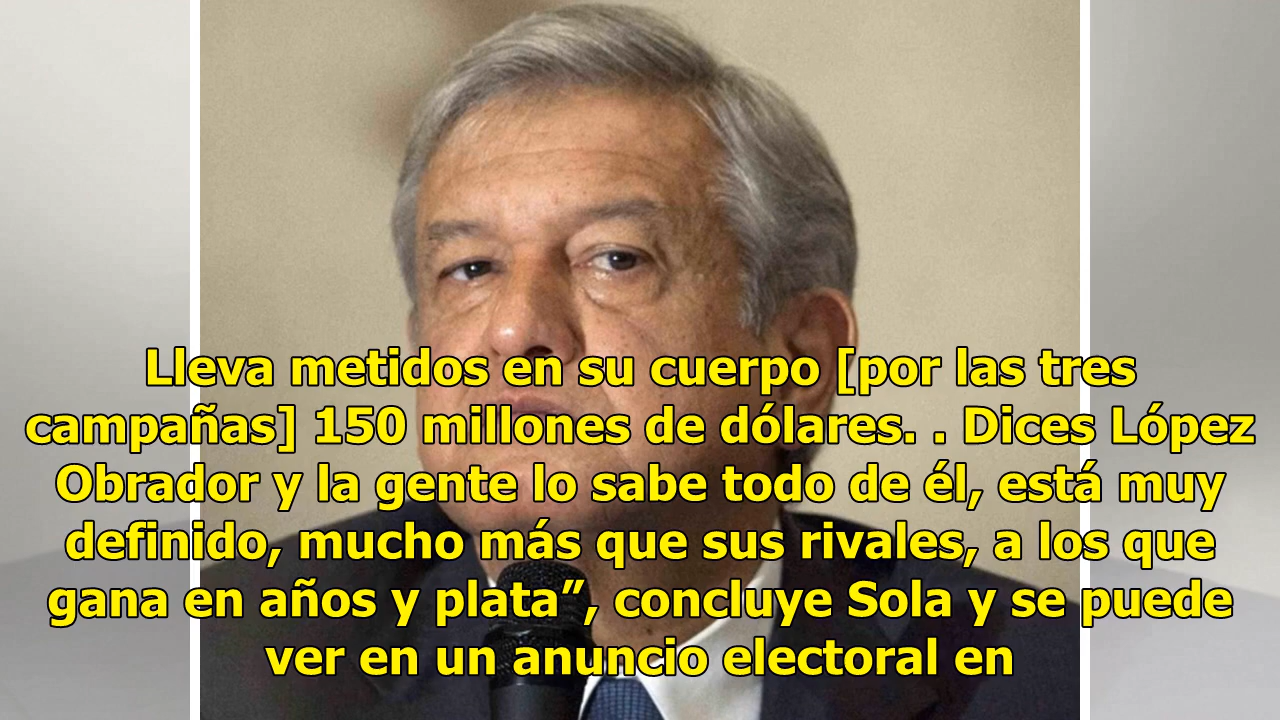 Lleva metidos en su cuerpo [por las tres
campañas] 150 millones de dólares. . Dices López
Obrador y la gente lo sabe todo de él, está muy
definido, mucho más que sus rivales, a los que
gana en años y plata”, concluye Sola y se puede
ver en un anuncio electoral en